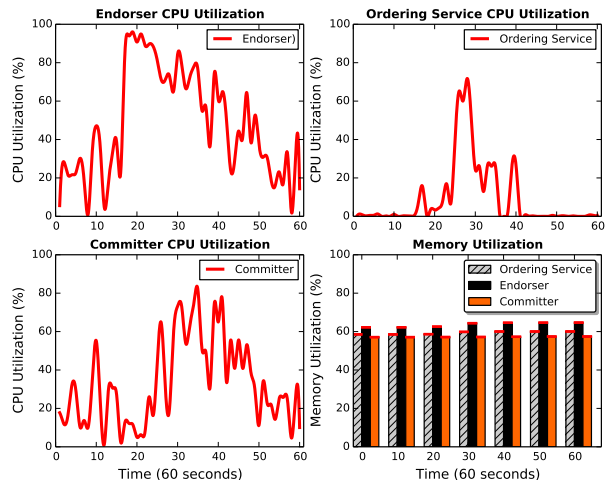 Endorser CPU Utilization
Ordering Service CPU Utilization
100
80
60
40
20
0
CPU Utilization (%)
Endorser)
0 10 20 30 40 50 60
100
80
60
40
20
0
CPU Utilization (%)
Ordering Service
0 10 20 30 40 50 60
Committer CPU Utilization
Memory Utilization
100
80
60
40
20
0
CPU Utilization (%)
Committer
0 10 20 30 40 50 60
Time (60 seconds)
100
80
60
40
20
0
Memory Utilization (%)
Ordering Service
Endorser
Committer
0 10 20 30 40 50 60
Time (60 seconds)